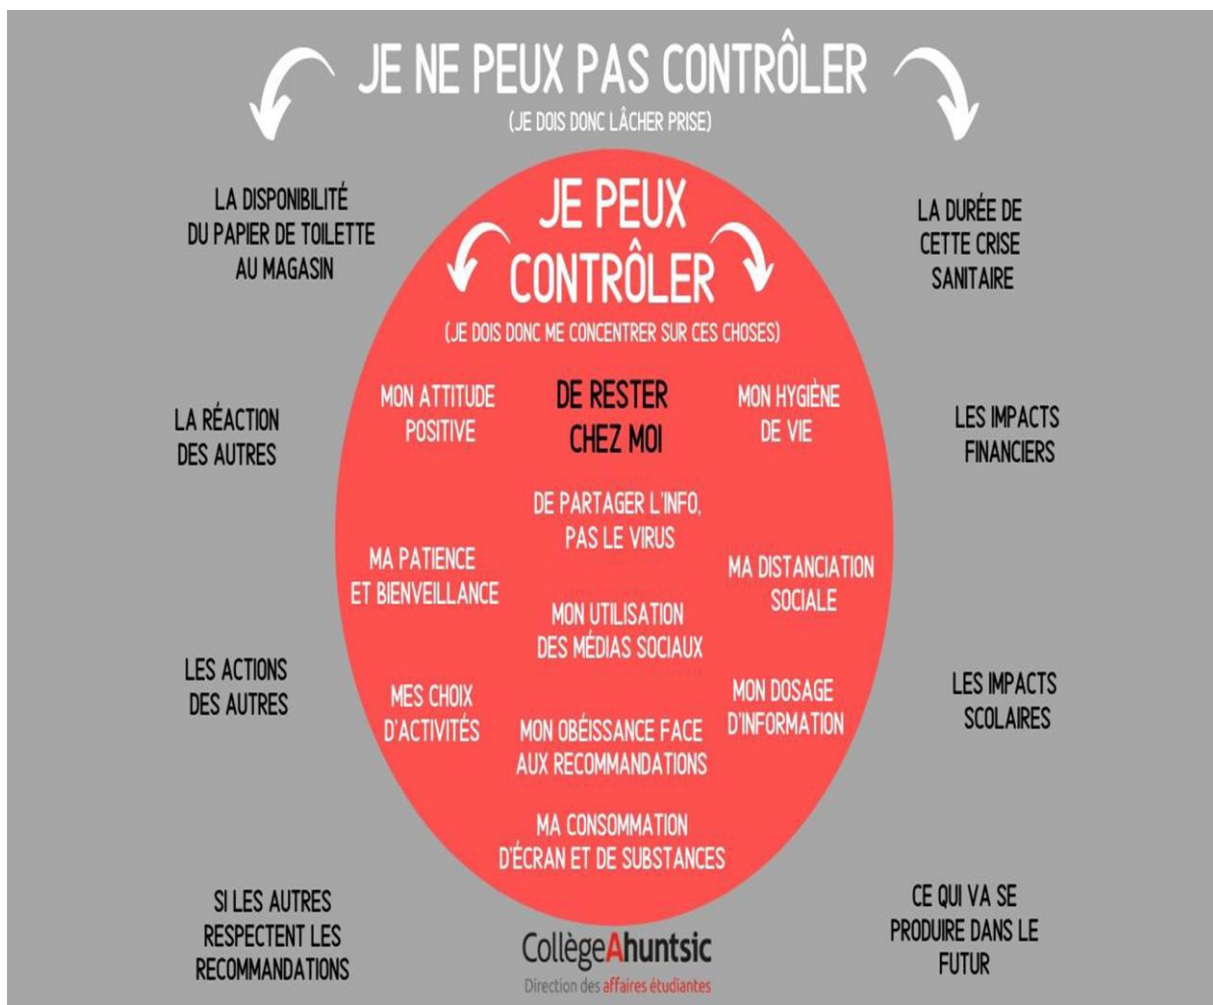 JE NE PEUX PAS CONTRÔLER
(JE DOIS DONC LÂCHER PRISE)
LA DISPONIBILITÉ
DU PAPIER DE TOILETTE
AU MAGASIN
LA RÉACTION
DES AUTRES
LES ACTIONS
DES AUTRES
SI LES AUTRES
RESPECTENT LES
RECOMMANDATIONS
JE PEUX
CONTRÔLER
(JE DOIS DONC ME CONCENTRER SUR CES CHOSES)
MON ATTITUDE
POSITIVE
MA PATIENCE
ET BIENVEILLANCE
MES CHOIX
D'ACTIVITÉS
DE RESTER
CHEZ MOI
DE PARTAGER L'INFO,
PAS LE VIRUS
MON UTILISATION
DES MÉDIAS SOCIAUX
MON OBÉISSANCE FACE
AUX RECOMMANDATIONS
MA CONSOMMATION
D'ÉCRAN ET DE SUBSTANCES
MON HYGIÈNE
DE VIE
MA DISTANCIATION
SOCIALE
MON DOSAGE
D'INFORMATION
LA DURÉE DE
CETTE CRISE
SANITAIRE
LES IMPACTS
FINANCIERS
LES IMPACTS
SCOLAIRES
CE QUI VA SE
PRODUIRE DANS LE
FUTUR
CollègeAhuntsic
Direction des affaires étudiantes